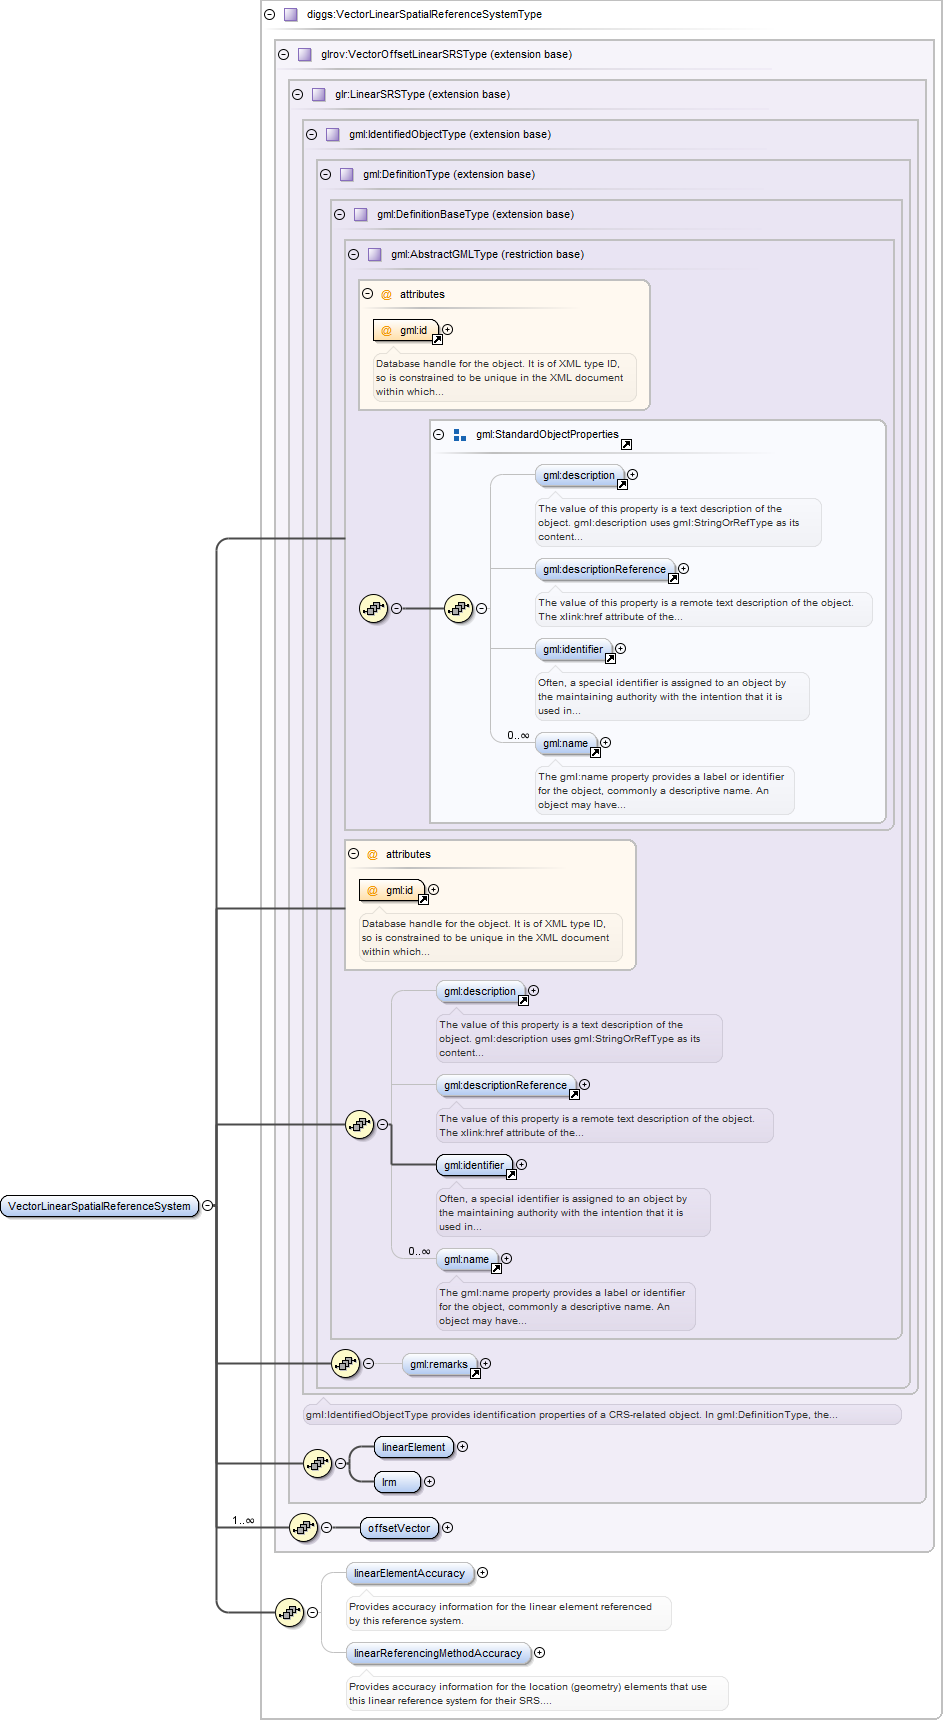 diggs:VectorLinearSpatialReferenceSystemType
glrov:VectorOffsetLinearSRSType (extension base)
glr:LinearSRSType (extension base)
gml:IdentifiedObjectType (extension base)
gml:DefinitionType (extension base)
gml:DefinitionBaseType (extension base)
gml:AbstractGMLType (restriction base)
@ attributes
@ gml:id
Database handle for the object. It is of XML type ID,
so is constrained to be unique in the XML document
within which...
gml:StandardObjectProperties
gml:description
The value of this property is a text description of the
object. gml:description uses gml:StringOrRefType as its
content...
gml:descriptionReference
The value of this property is a remote text description of the object.
The xlink:href attribute of the...
gml:identifier
Often, a special identifier is assigned to an object by
the maintaining authority with the intention that it is
used in...
0..∞
gml:name
The gml:name property provides a label or identifier
for the object, commonly a descriptive name. An
object may have...
@ attributes
@ gml:id
Database handle for the object. It is of XML type ID,
so is constrained to be unique in the XML document
within which...
gml:description
The value of this property is a text description of the
object. gml:description uses gml:StringOrRefType as its
content...
gml:descriptionReference
The value of this property is a remote text description of the object.
The xlink:href attribute of the...
gml:identifier
Often, a special identifier is assigned to an object by
the maintaining authority with the intention that it is
used in...
VectorLinearSpatialReferenceSystem
0..∞
gml:name
The gml:name property provides a label or identifier
for the object, commonly a descriptive name. An
object may have...
gml:remarks
gml:IdentifiedObjectType provides identification properties of a CRS-related object. In gml:DefinitionType, the...
linearElement
lrm
1..∞
offsetVector
linearElementAccuracy
Provides accuracy information for the linear element referenced
by this reference system.
linearReferencingMethodAccuracy
Provides accuracy information for the location (geometry) elements that use
this linear reference system for their SRS....